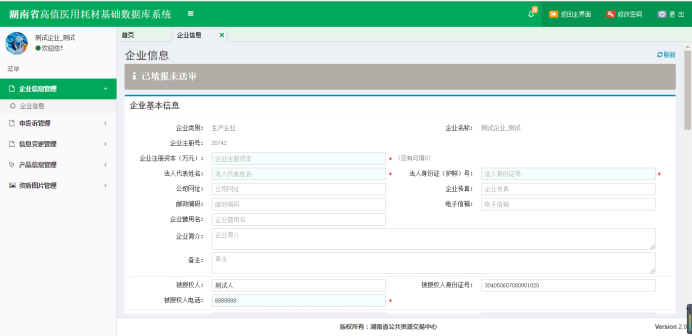 湖南省高值医用耗材基础数据库系统
返回主界面 修改密码 退 出
测试企业_测试
欢迎您!
首页 企业信息 ×
菜单
企业信息管理
企业信息
申诉管理
信息变更管理
产品信息管理
资质图片管理
企业信息 刷新
已填报未送审
企业基本信息
企业类别: 生产企业 企业名称: 测试企业_测试
企业注册号: 30742
企业注册资本(万元): 企业注册资本 * (没有可填0)
法人代表姓名: 法人代表姓名 * 法人身份证(护照)号: 法人身份证号 *
公司网址: 公司网址 企业传真: 企业传真
邮政编码: 邮政编码 电子信箱: 电子信箱
企业曾用名: 企业曾用名
企业简介: 企业简介
备注: 备注
被授权人: 测试人 被授权人身份证号: 304050607080901020
被授权人电话: 8888888 *
版权所有:湖南省公共资源交易中心 Version 2.0